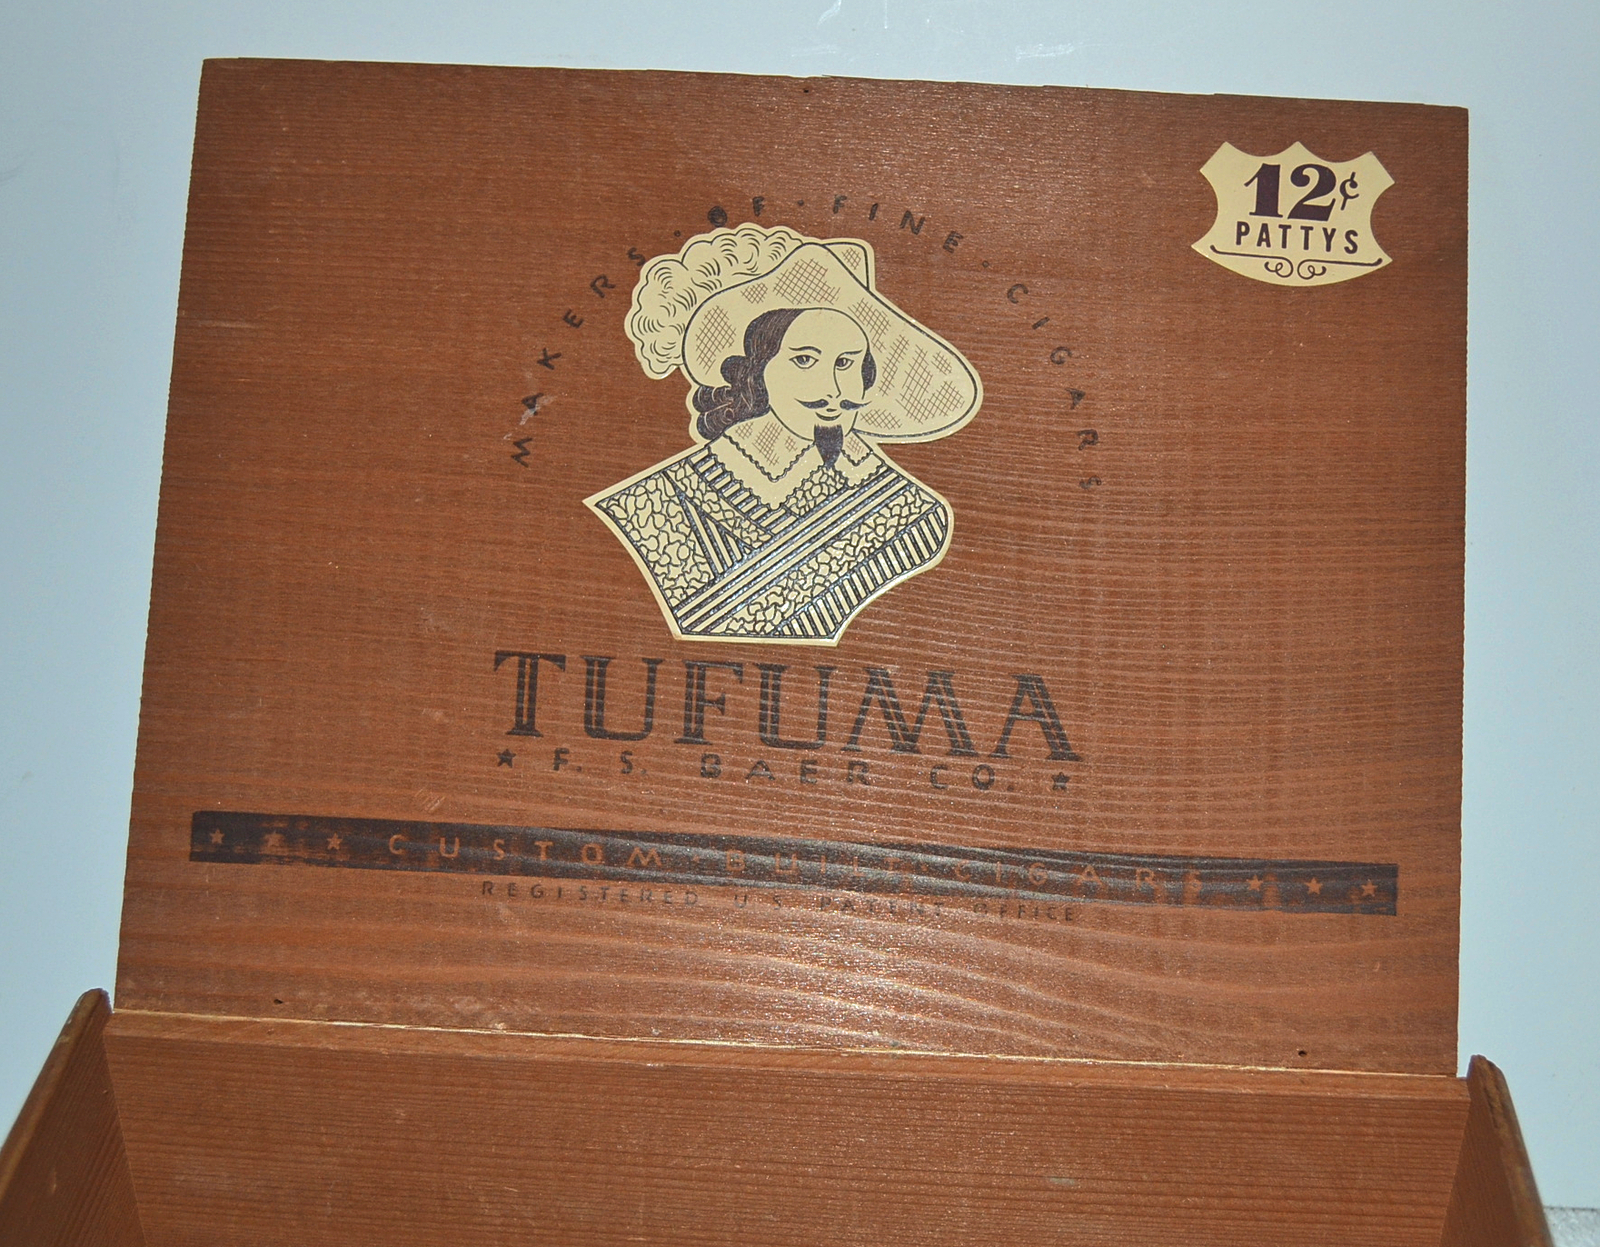 12¢
PATTYS
MAKERS · OF · FINE · CIGARS
TUFUMA
★ F. S. BAER CO. ★
★ ★ ★ CUSTOM · BUILT · CIGARS ★ ★ ★
REGISTERED U.S. PATENT OFFICE